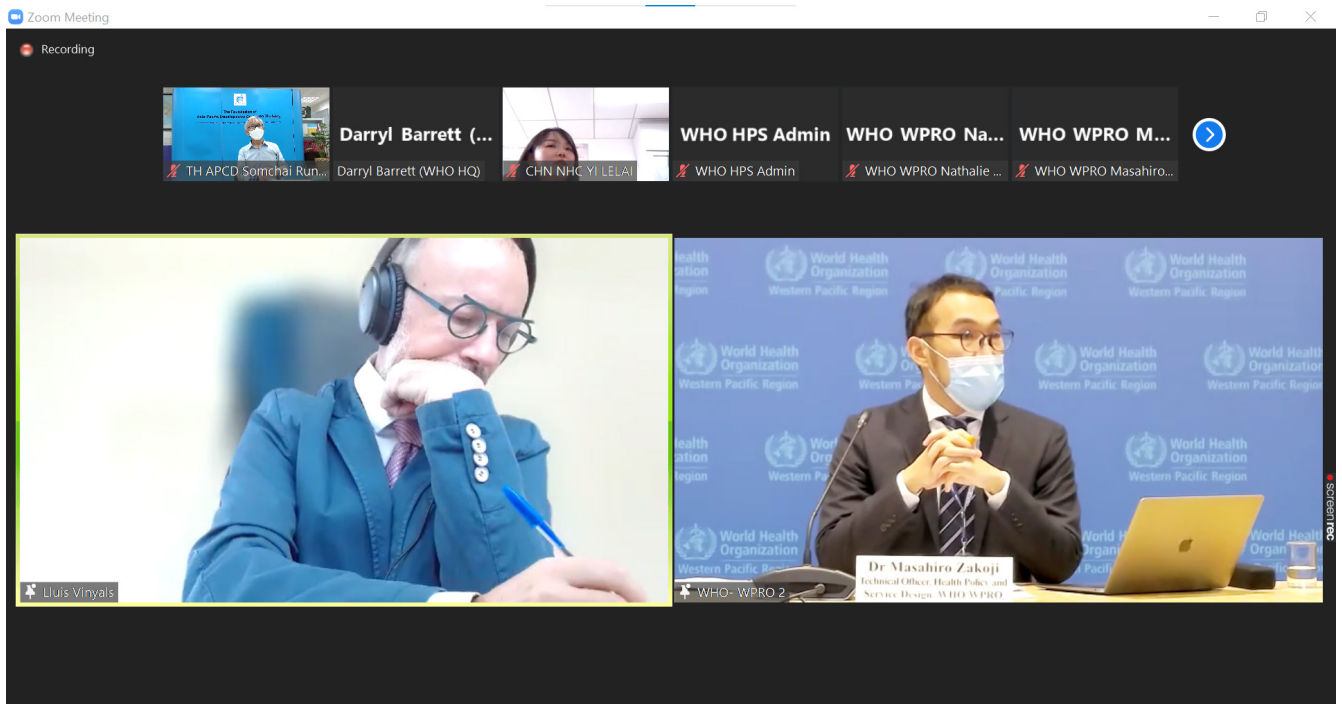 Zoom Meeting
Recording
TH APCD Somchai Run...
Darryl Barrett (...
Darryl Barrett (WHO HQ)
CHN NHC YI LELAI
WHO HPS Admin
WHO HPS Admin
WHO WPRO Na...
WHO WPRO Nathalie ...
WHO WPRO M...
WHO WPRO Masahiro...
Lluis Vinyals
World Health
Organization
Western Pacific Region
Dr Masahiro Zakoji
Technical Officer, Health Policy and
Service Design, WHO WPRO
WHO- WPRO 2
screenrec